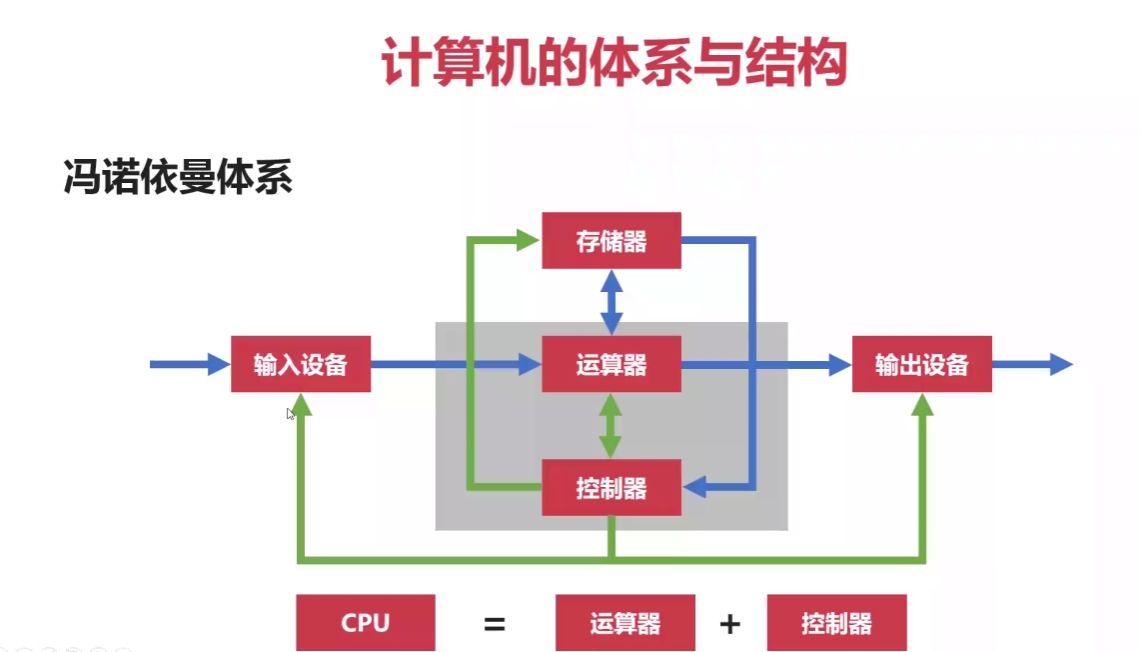 计算机的体系与结构
冯诺依曼体系
存储器
输入设备
运算器
输出设备
控制器
CPU = 运算器 + 控制器